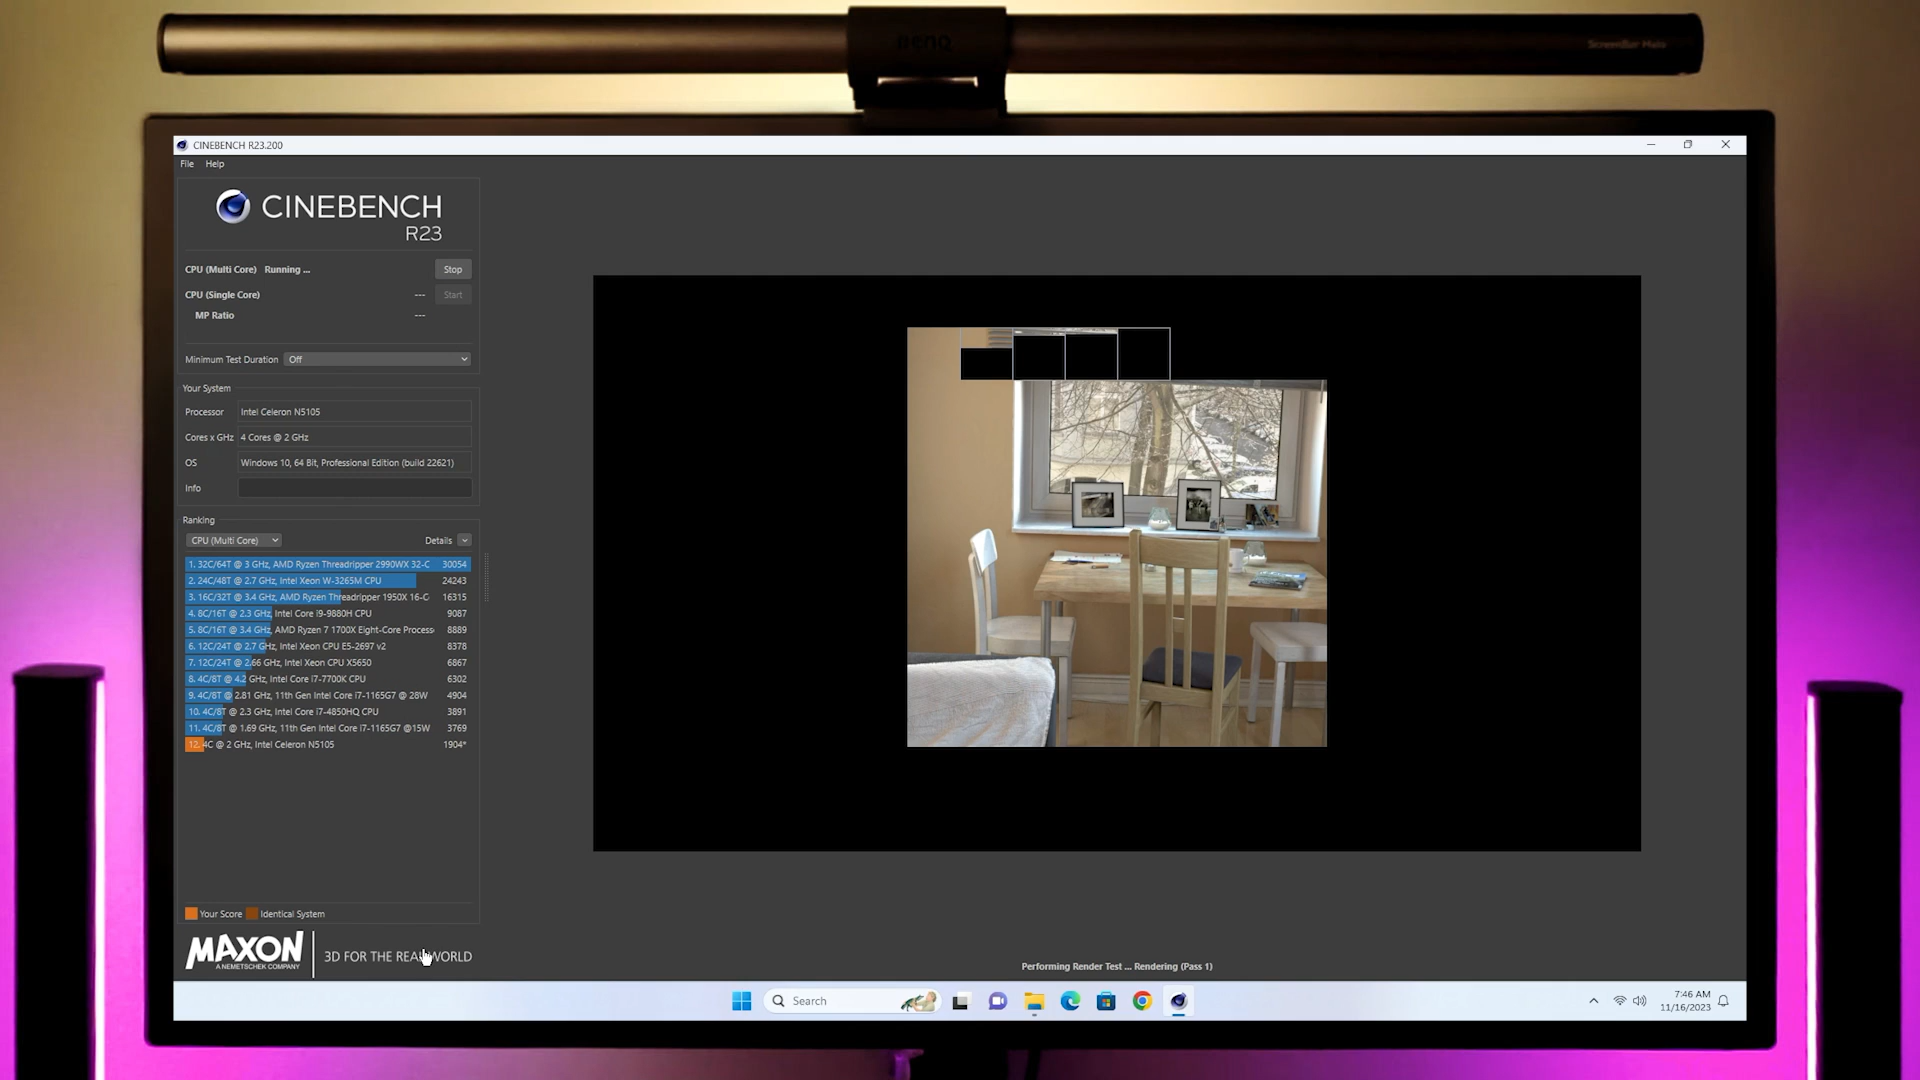 BENQ
ScreenBar Halo
CINEBENCH R23.200
File Help
CINEBENCH
R23
CPU (Multi Core) Running ... Stop
CPU (Single Core) --- Start
MP Ratio ---
Minimum Test Duration Off
Your System
Processor Intel Celeron N5105
Cores x GHz 4 Cores @ 2 GHz
OS Windows 10, 64 Bit, Professional Edition (build 22621)
Info
Ranking
CPU (Multi Core) Details
1. 32C/64T @ 3 GHz, AMD Ryzen Threadripper 2990WX 32-C 30054
2. 24C/48T @ 2.7 GHz, Intel Xeon W-3265M CPU 24243
3. 16C/32T @ 3.4 GHz, AMD Ryzen Threadripper 1950X 16-C 16315
4. 8C/16T @ 2.3 GHz, Intel Core i9-9880H CPU 9087
5. 8C/16T @ 3.4 GHz, AMD Ryzen 7 1700X Eight-Core Process 8889
6. 12C/24T @ 2.7 GHz, Intel Xeon CPU E5-2697 v2 8378
7. 12C/24T @ 2.66 GHz, Intel Xeon CPU X5650 6867
8. 4C/8T @ 4.2 GHz, Intel Core i7-7700K CPU 6302
9. 4C/8T @ 2.81 GHz, 11th Gen Intel Core i7-1165G7 @ 28W 4904
10. 4C/8T @ 2.3 GHz, Intel Core i7-4850HQ CPU 3891
11. 4C/8T @ 1.69 GHz, 11th Gen Intel Core i7-1165G7 @15W 3769
12. 4C @ 2 GHz, Intel Celeron N5105 1904*
Your Score Identical System
MAXON
A NEMETSCHEK COMPANY
3D FOR THE REAL WORLD
Performing Render Test ... Rendering (Pass 1)
Search
7:46 AM
11/16/2023